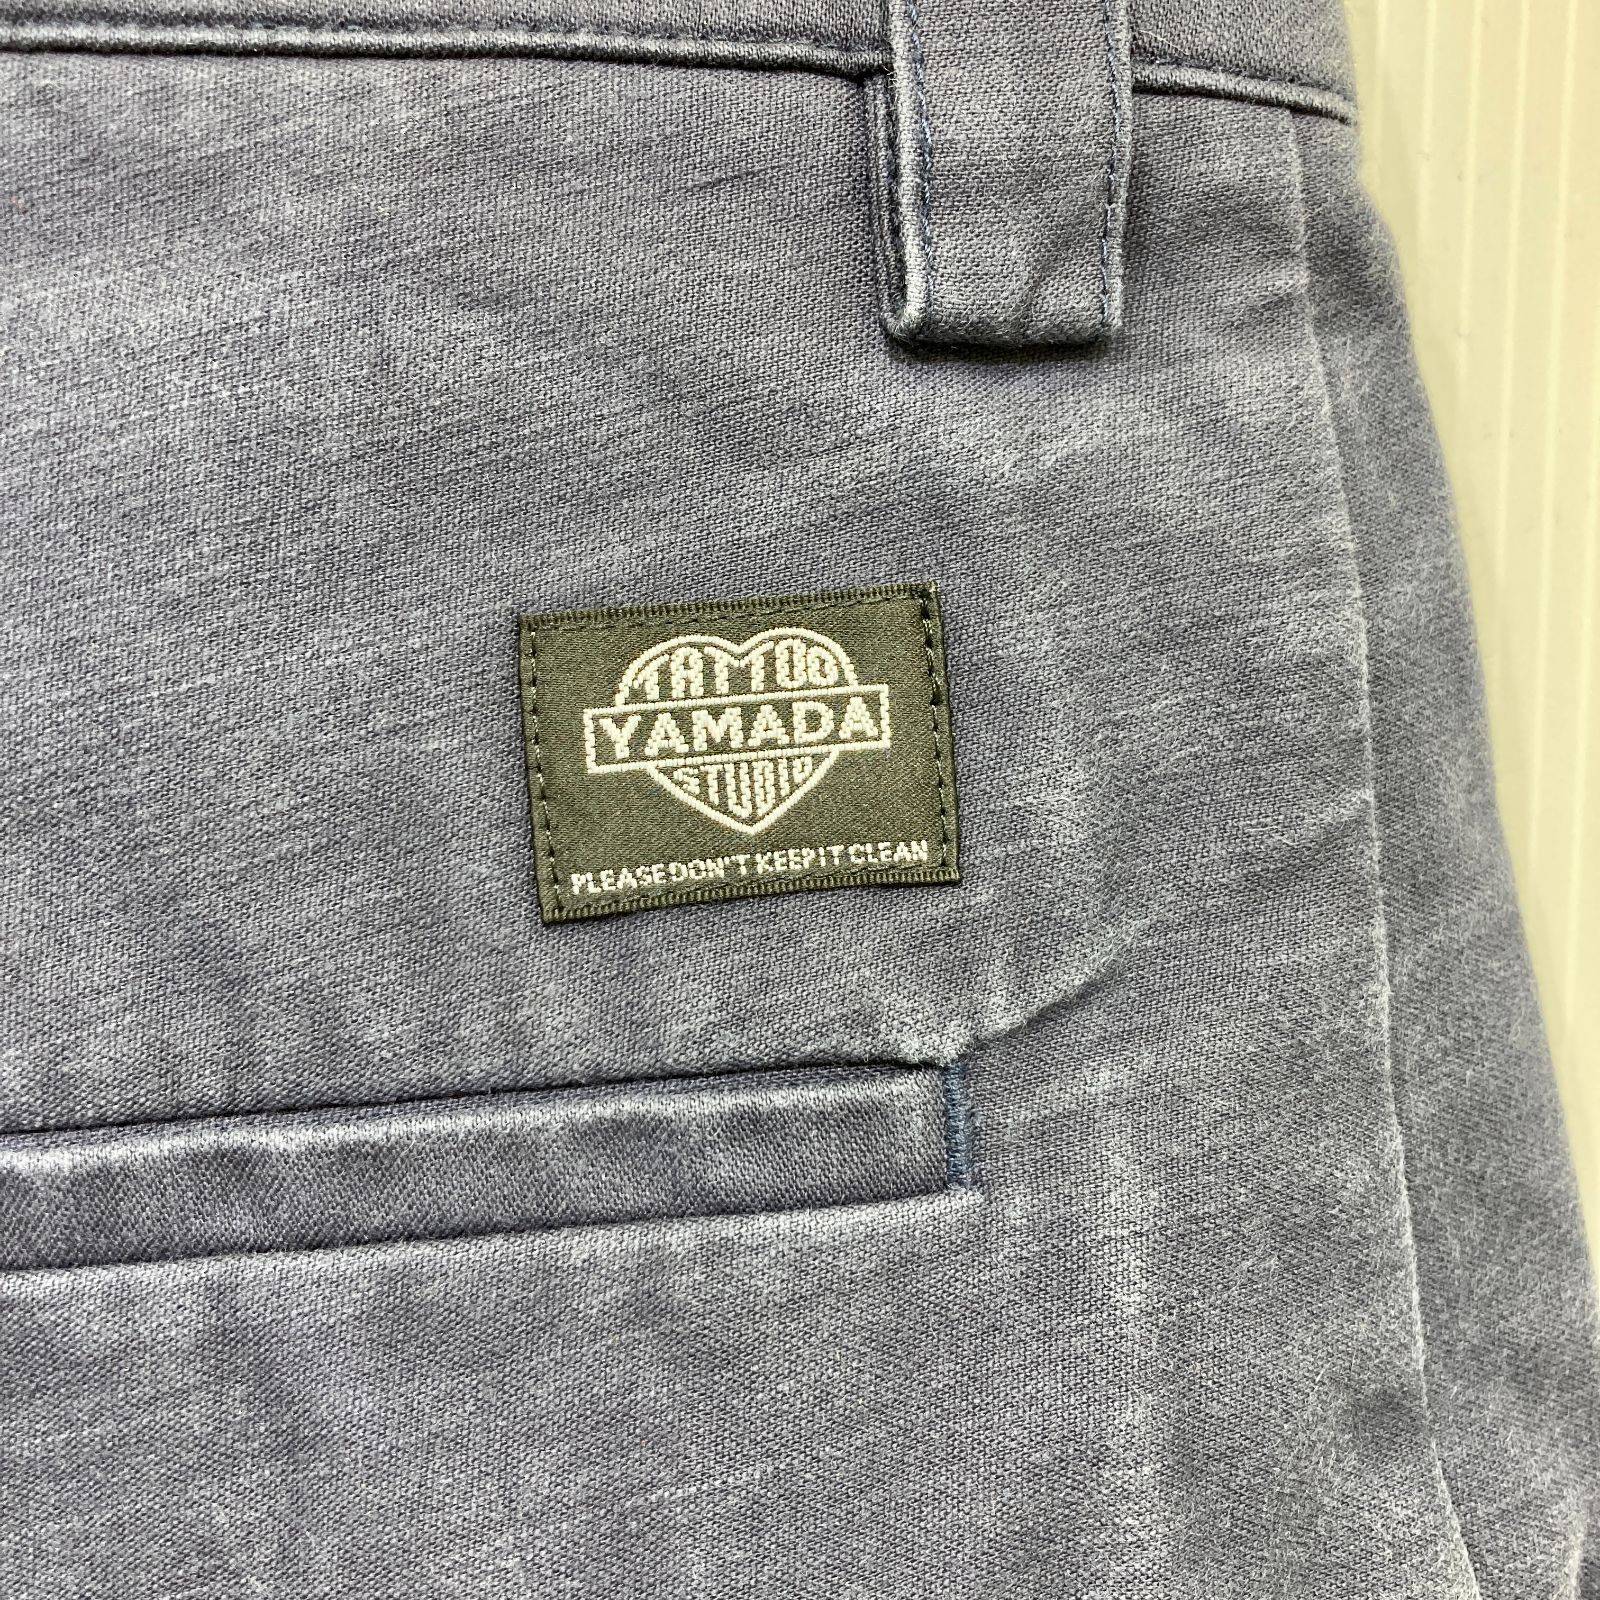 TATTOO
YAMADA
STUDIO
PLEASE DON'T KEEP IT CLEAN